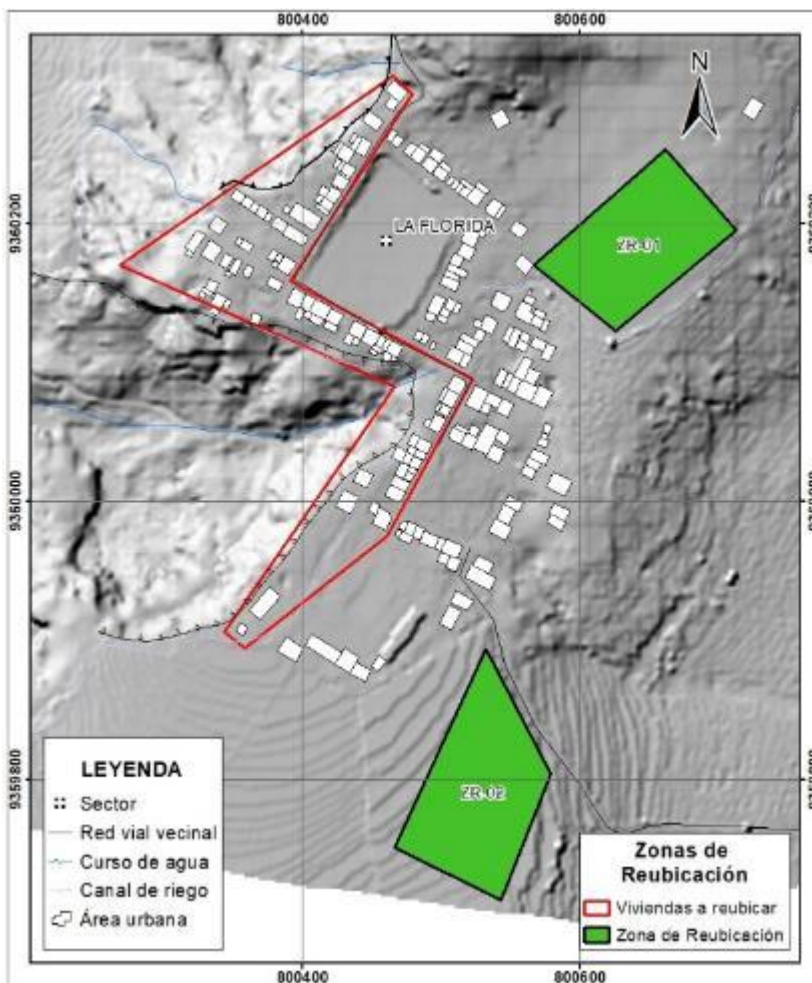 800400
800600
N
9360200
LA FLORIDA
ZR-01
9360000
9359800
ZR-02
LEYENDA
Sector
Red vial vecinal
Curso de agua
Canal de riego
Área urbana
Zonas de
Reubicación
Viviendas a reubicar
Zona de Reubicación
800400
800600